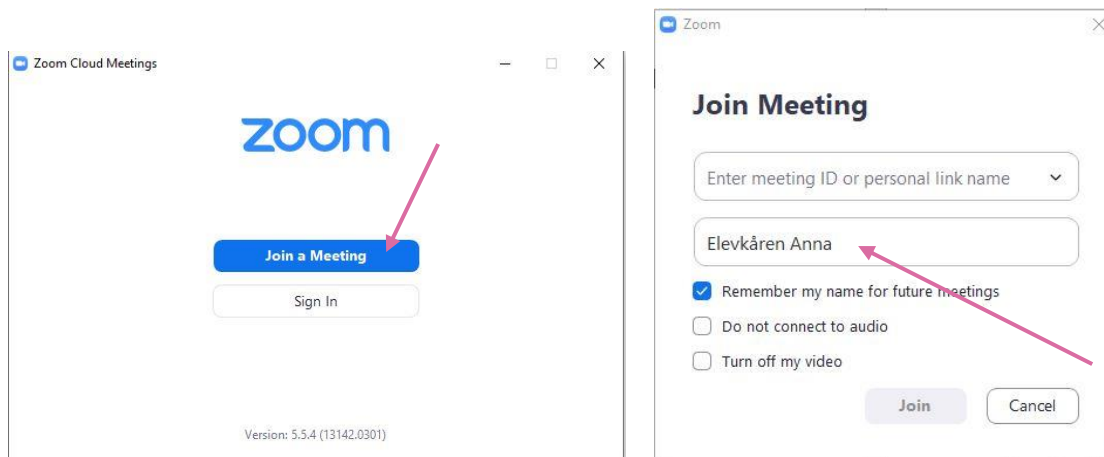 Zoom Cloud Meetings
zoom
Join a Meeting
Sign In
Version: 5.5.4 (13142.0301)
Zoom
Join Meeting
Enter meeting ID or personal link name
Elevkåren Anna
Remember my name for future meetings
Do not connect to audio
Turn off my video
Join
Cancel